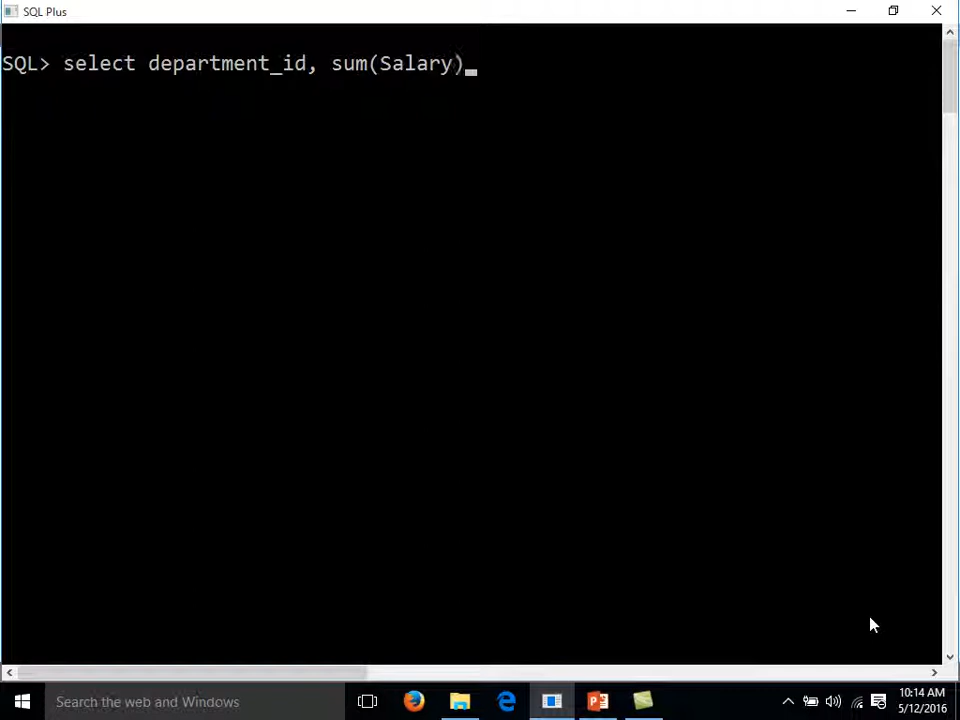 SQL Plus
SQL> select department_id, sum(Salary)
Search the web and Windows
10:14 AM
5/12/2016